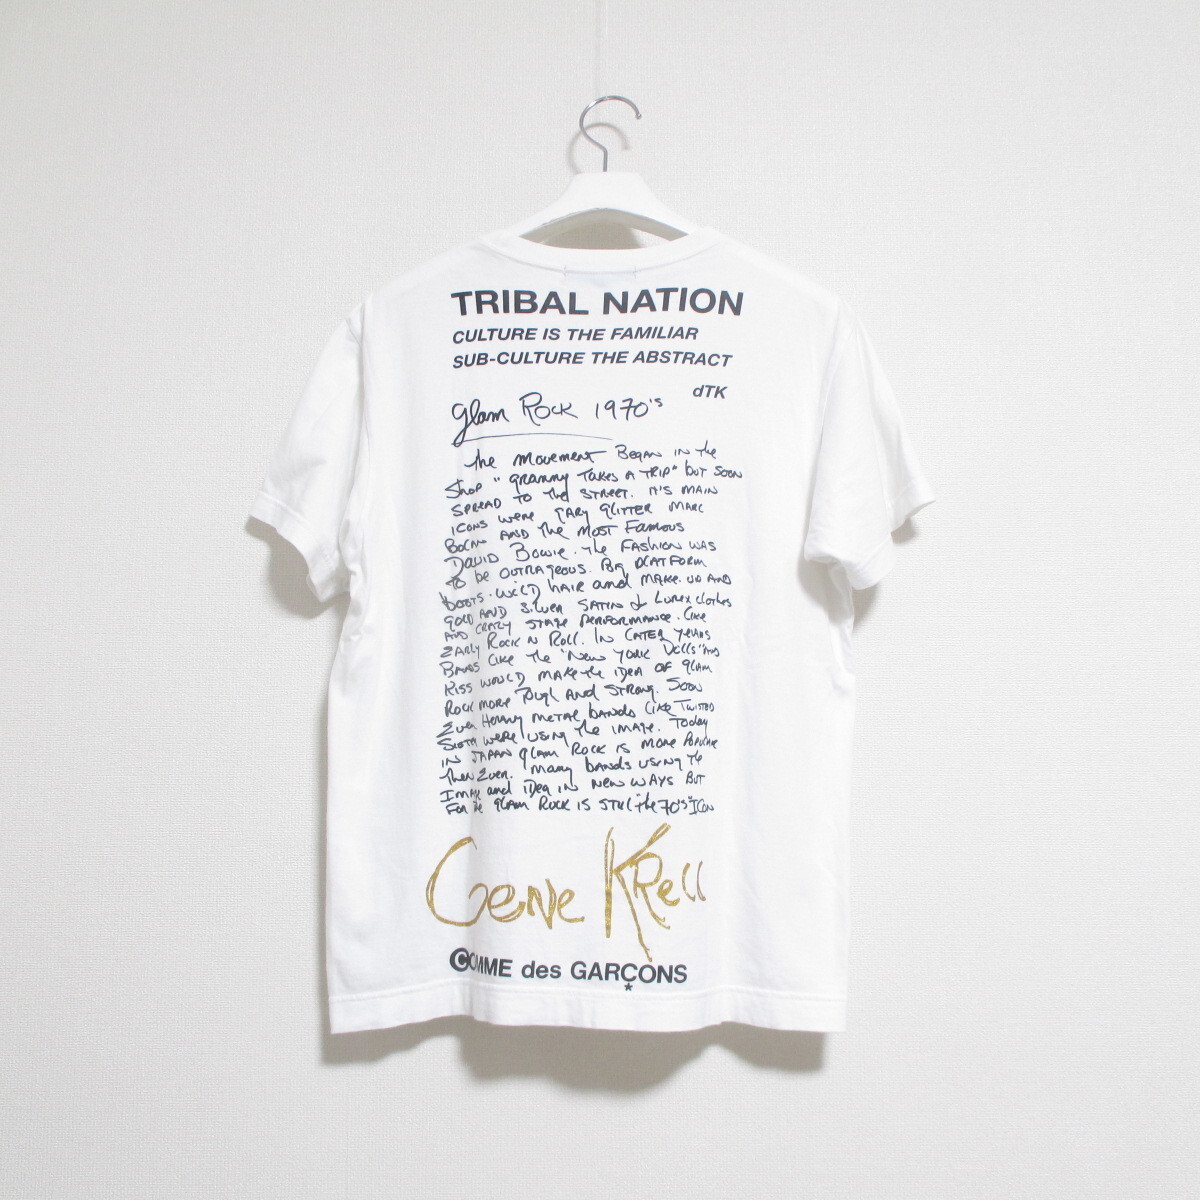 TRIBAL NATION
CULTURE IS THE FAMILIAR
SUB-CULTURE THE ABSTRACT
dTK
glam Rock 1970's
The movement Began in the
Shop "granny Takes A TRIP" but soon
spread to the street. it's main
icons were gary glitter Marc
Bolan and the most Famous
David Bowie. The Fashion was
to be outrageous. Big Platform
boots. wild hair and make.up and
gold and silver satin & Lurex clothes
and crazy stage performance. Like
Early Rock n Roll. In Later years
Bands like the "New York Dolls" and
Kiss would make the idea of glam
Rock more Tough and strong. Soon
Even Heavy metal bands like Twisted
Sister were using the image. Today
in Japan glam Rock is more Popular
then Ever. many bands using the
Image and idea in new ways But
For me glam Rock is still "the 70's" Icon
Gene Krell
COMME des GARÇONS
*